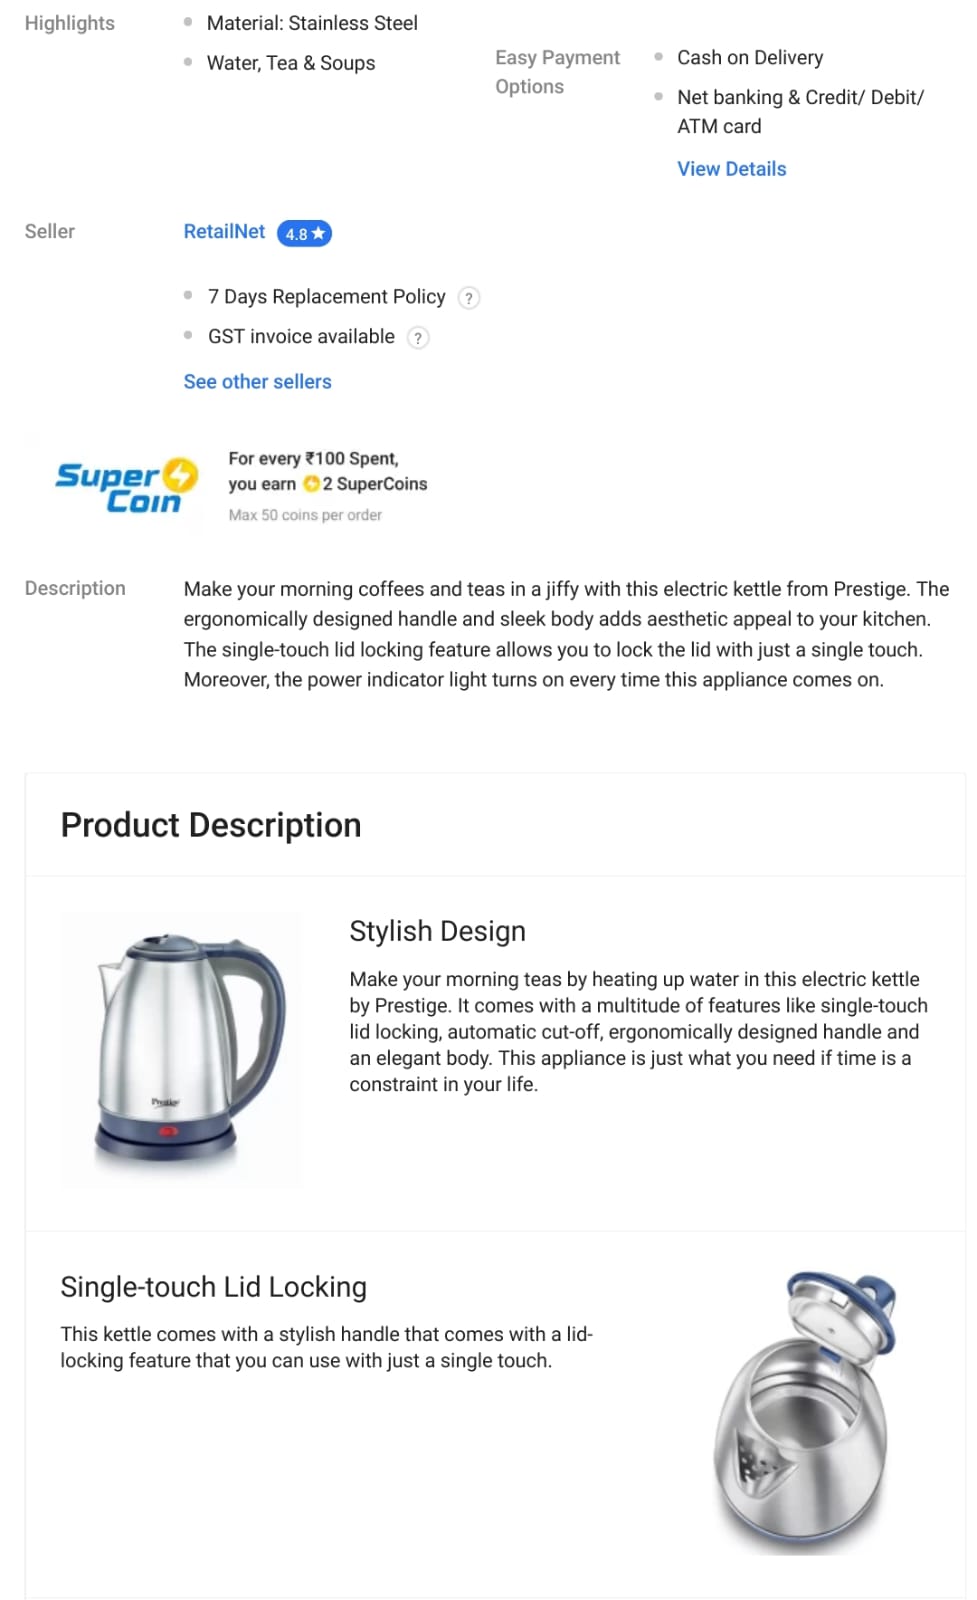 Highlights
Material: Stainless Steel
Water, Tea & Soups
Easy Payment
Options
Cash on Delivery
Net banking & Credit/ Debit/
ATM card
View Details
Seller
RetailNet 4.8★
7 Days Replacement Policy ?
GST invoice available ?
See other sellers
Super
Coin
For every ₹100 Spent,
you earn 2 SuperCoins
Max 50 coins per order
Description
Make your morning coffees and teas in a jiffy with this electric kettle from Prestige. The
ergonomically designed handle and sleek body adds aesthetic appeal to your kitchen.
The single-touch lid locking feature allows you to lock the lid with just a single touch.
Moreover, the power indicator light turns on every time this appliance comes on.
Product Description
Stylish Design
Make your morning teas by heating up water in this electric kettle
by Prestige. It comes with a multitude of features like single-touch
lid locking, automatic cut-off, ergonomically designed handle and
an elegant body. This appliance is just what you need if time is a
constraint in your life.
Prestige
Single-touch Lid Locking
This kettle comes with a stylish handle that comes with a lid-
locking feature that you can use with just a single touch.